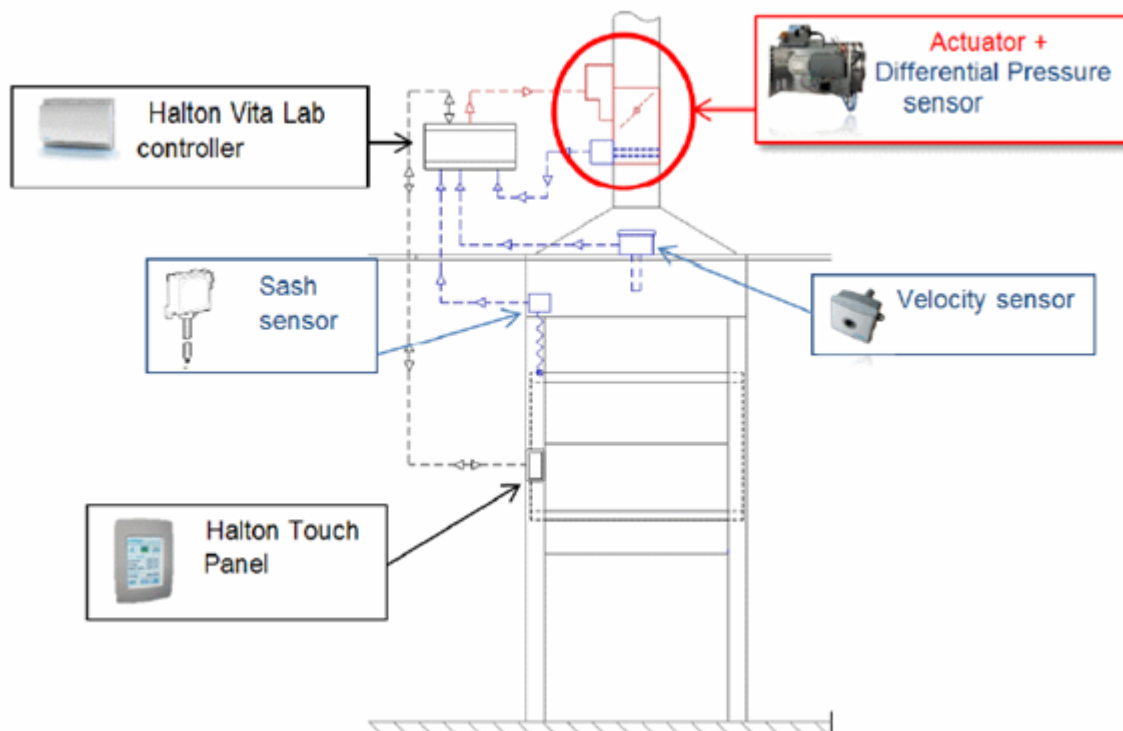 Actuator +
Differential Pressure
sensor
Halton Vita Lab
controller
Sash
sensor
Velocity sensor
Halton Touch
Panel